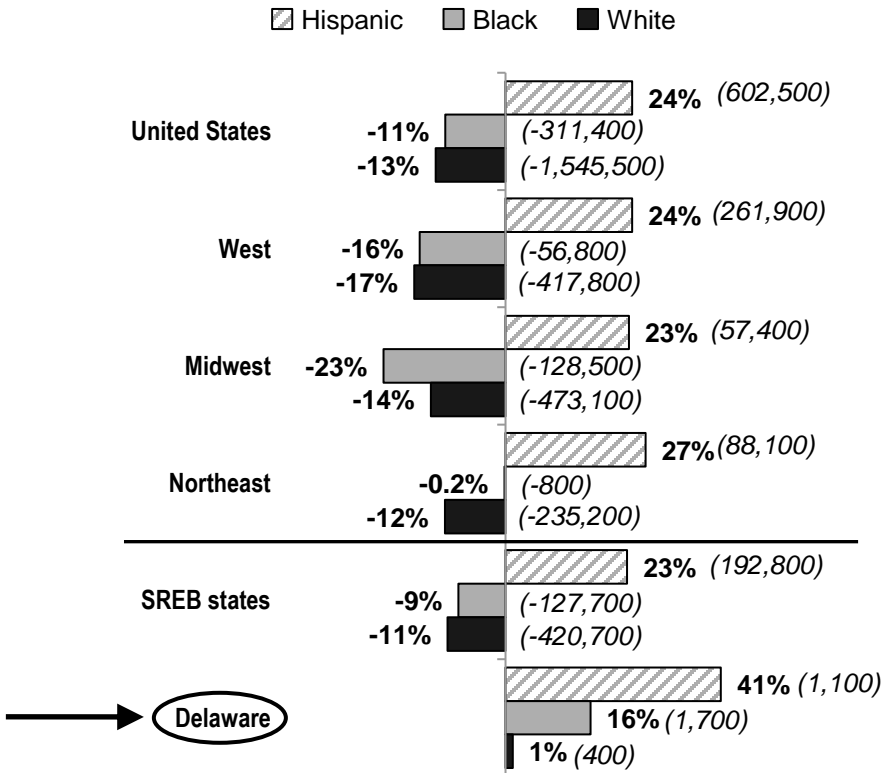 Hispanic Black White
24% (602,500)
United States -11% (-311,400)
-13% (-1,545,500)
24% (261,900)
West -16% (-56,800)
-17% (-417,800)
23% (57,400)
Midwest -23% (-128,500)
-14% (-473,100)
27% (88,100)
Northeast -0.2% (-800)
-12% (-235,200)
23% (192,800)
SREB states -9% (-127,700)
-11% (-420,700)
41% (1,100)
Delaware 16% (1,700)
1% (400)